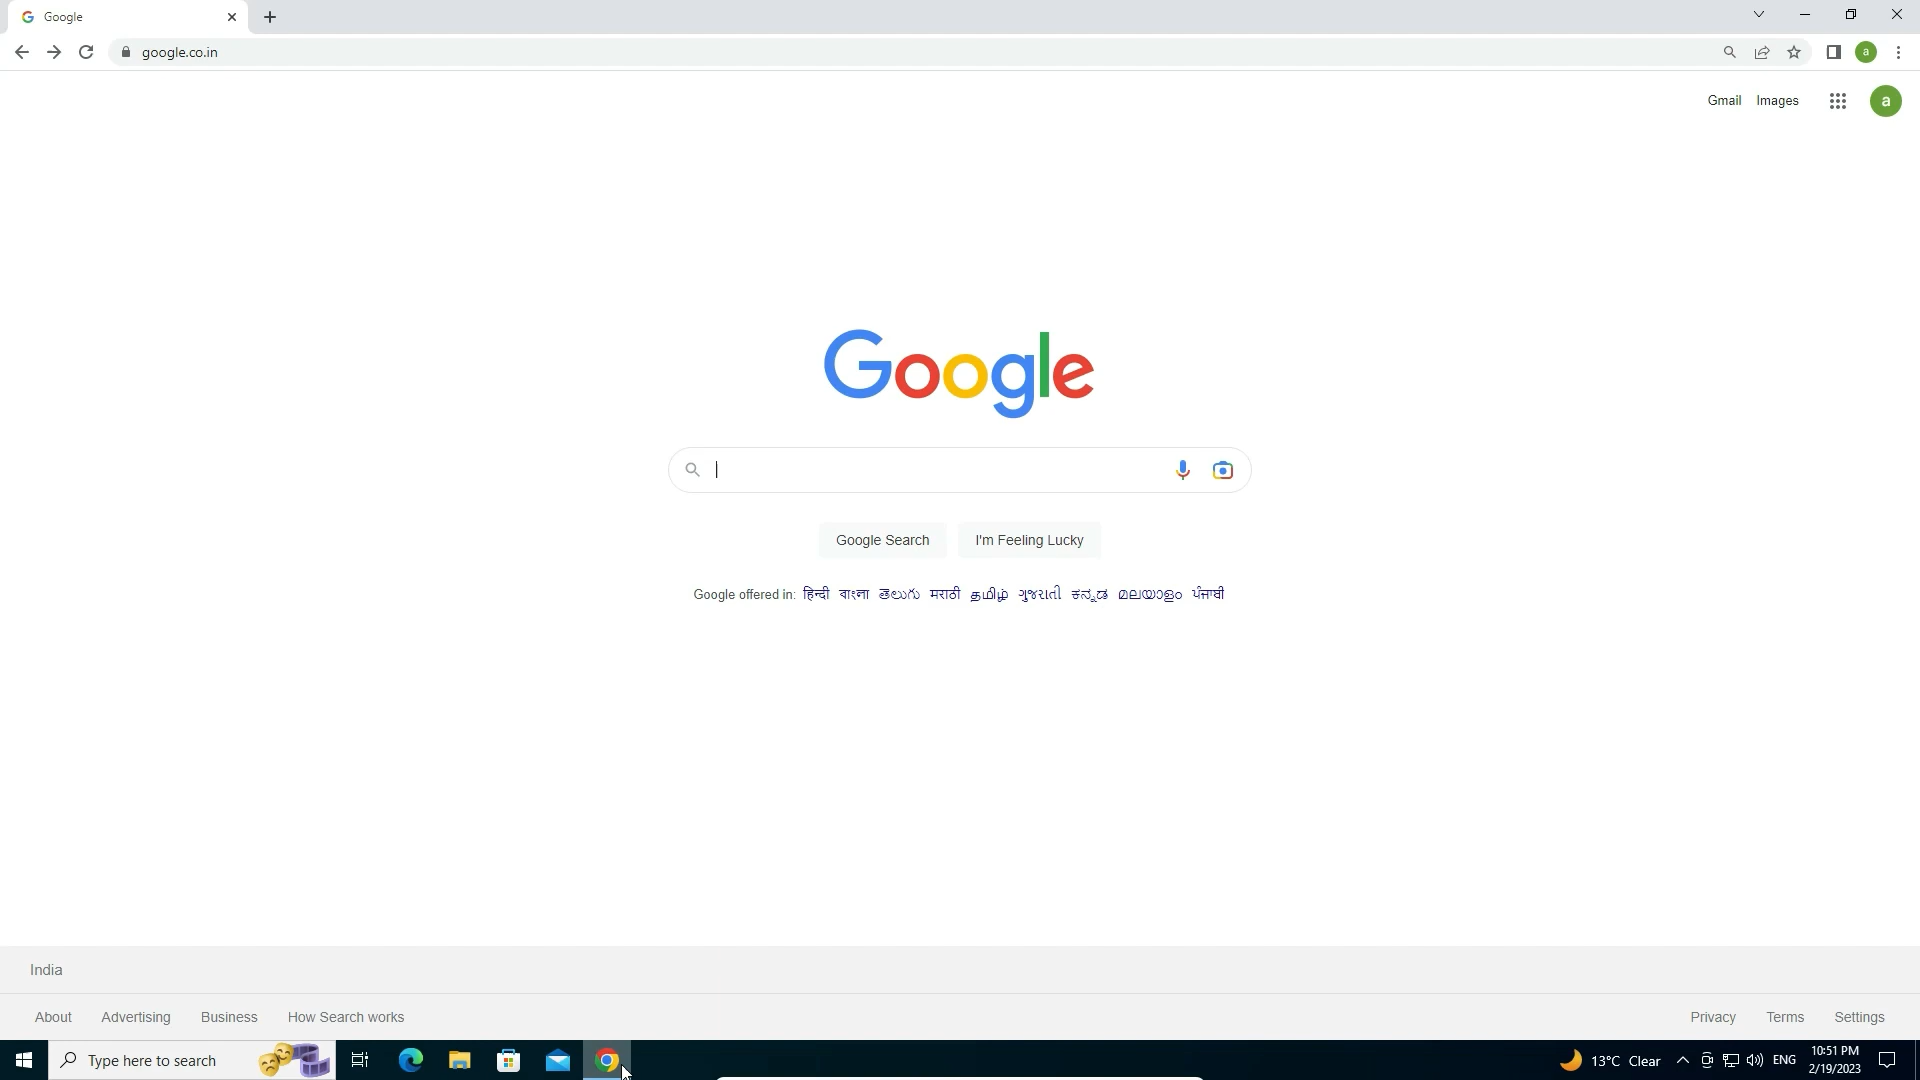 Google
google.co.in
Gmail Images
a
a
Google
Google Search
I'm Feeling Lucky
Google offered in: हिन्दी বাংলা తెలుగు मराठी தமிழ் ગુજરાતી ಕನ್ನಡ മലയാളം ਪੰਜਾਬੀ
India
About Advertising Business How Search works
Privacy Terms Settings
Type here to search
13°C Clear
ENG
10:51 PM
2/19/2023